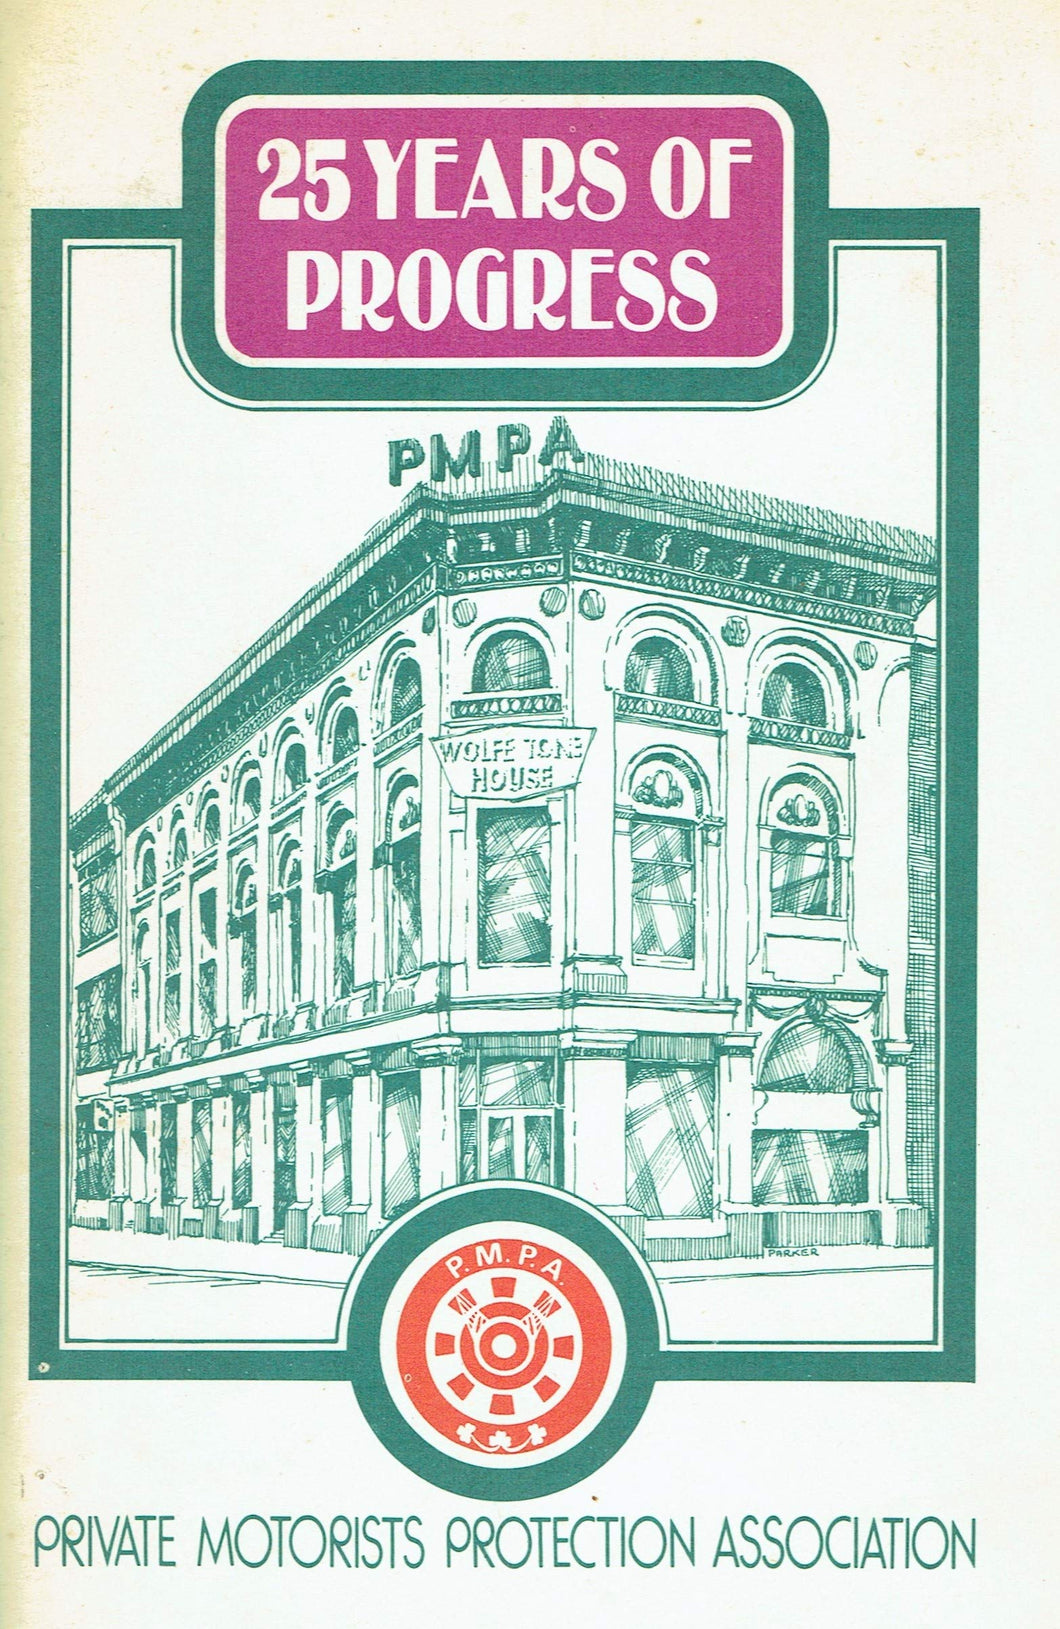 25 YEARS OF
PROGRESS
PMPA
WOLFE TONE
HOUSE
PARKER
P.M.P.A.
PRIVATE MOTORISTS PROTECTION ASSOCIATION